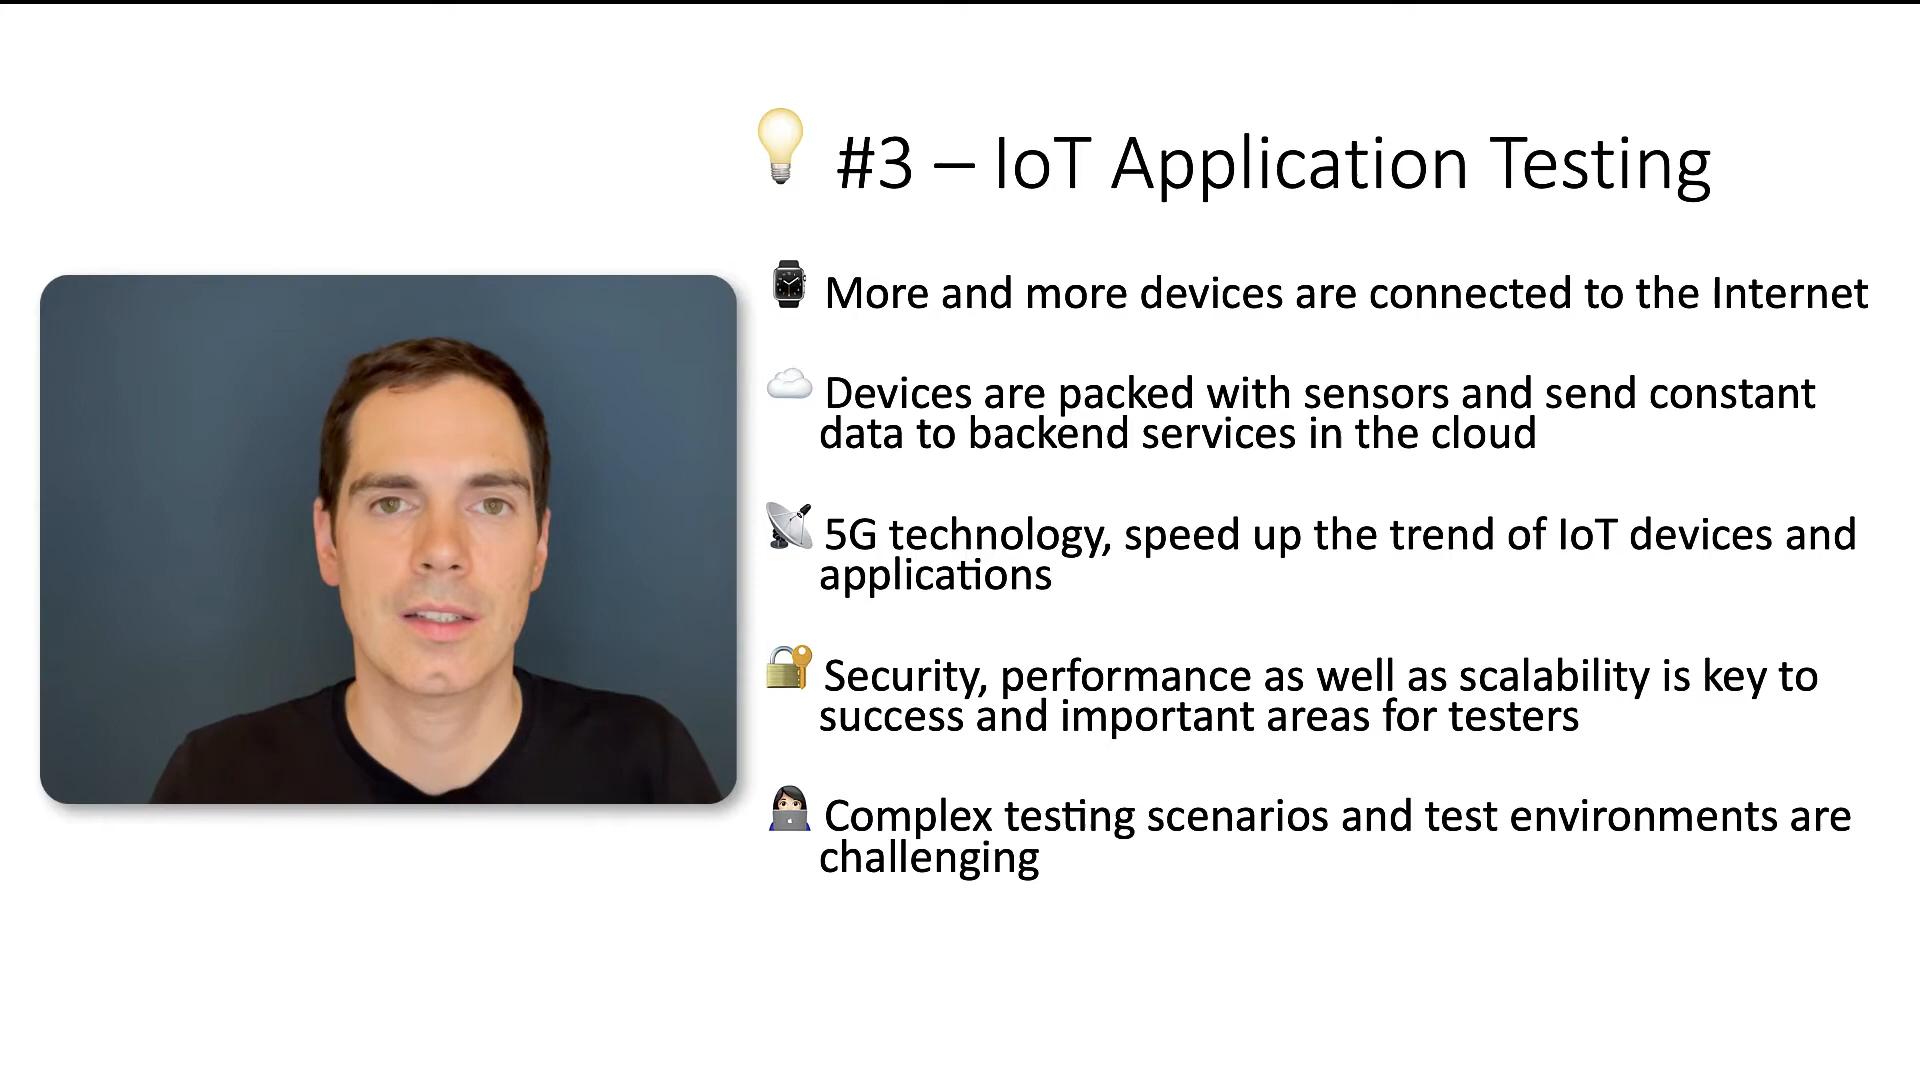 #3 – IoT Application Testing
More and more devices are connected to the Internet
Devices are packed with sensors and send constant
data to backend services in the cloud
5G technology, speed up the trend of IoT devices and
applications
Security, performance as well as scalability is key to
success and important areas for testers
Complex testing scenarios and test environments are
challenging